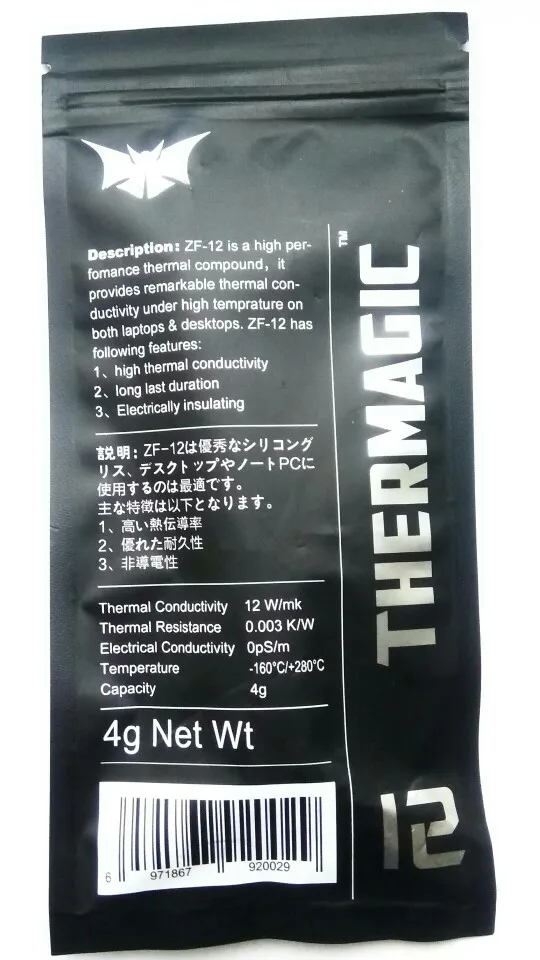 Description: ZF-12 is a high per-
fomance thermal compound, it
provides remarkable thermal con-
ductivity under high temprature on
both laptops & desktops. ZF-12 has
following features:
1、high thermal conductivity
2、long last duration
3、Electrically insulating
説明: ZF-12は優秀なシリコング
リス、デスクトップやノートPCに
使用するのは最適です。
主な特徴は以下となります。
1、高い熱伝導率
2、優れた耐久性
3、非導電性
Thermal Conductivity 12 W/mk
Thermal Resistance 0.003 K/W
Electrical Conductivity 0pS/m
Temperature -160°C/+280°C
Capacity 4g
4g Net Wt
6 971867 920029
THERMAGIC™
12